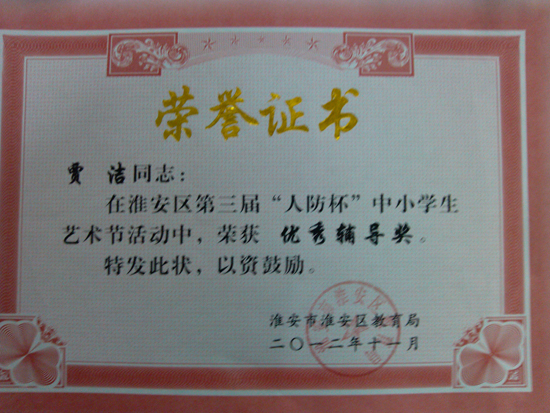 荣誉证书
贾 洁同志：
在淮安区第三届“人防杯”中小学生
艺术节活动中，荣获 优秀辅导奖。
特发此状，以资鼓励。
淮安市淮安区教育局
二〇一二年十一月